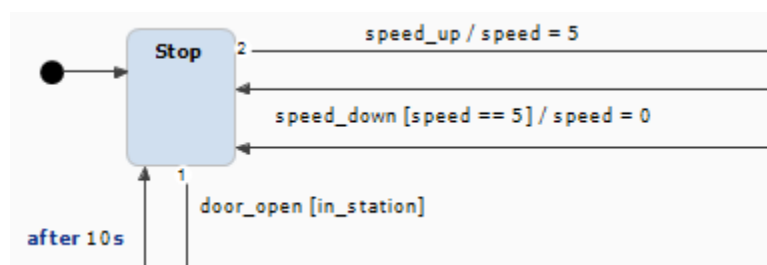 speed_up / speed = 5
Stop
2
speed_down [speed == 5] / speed = 0
1
door_open [in_station]
after 10s